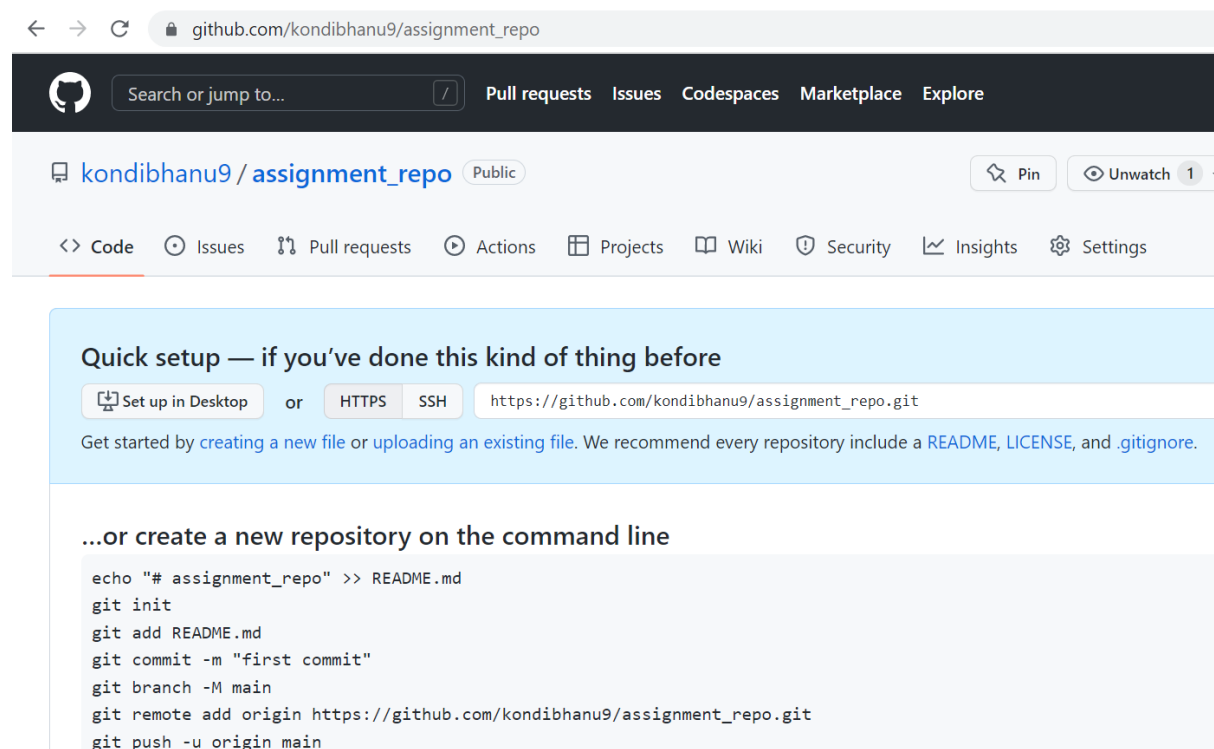 github.com/kondibhanu9/assignment_repo
Search or jump to... / Pull requests Issues Codespaces Marketplace Explore
kondibhanu9 / assignment_repo Public Pin Unwatch 1
<> Code Issues Pull requests Actions Projects Wiki Security Insights Settings
Quick setup — if you’ve done this kind of thing before
Set up in Desktop or HTTPS SSH https://github.com/kondibhanu9/assignment_repo.git
Get started by creating a new file or uploading an existing file. We recommend every repository include a README, LICENSE, and .gitignore.
…or create a new repository on the command line
echo "# assignment_repo" >> README.md
git init
git add README.md
git commit -m "first commit"
git branch -M main
git remote add origin https://github.com/kondibhanu9/assignment_repo.git
git push -u origin main